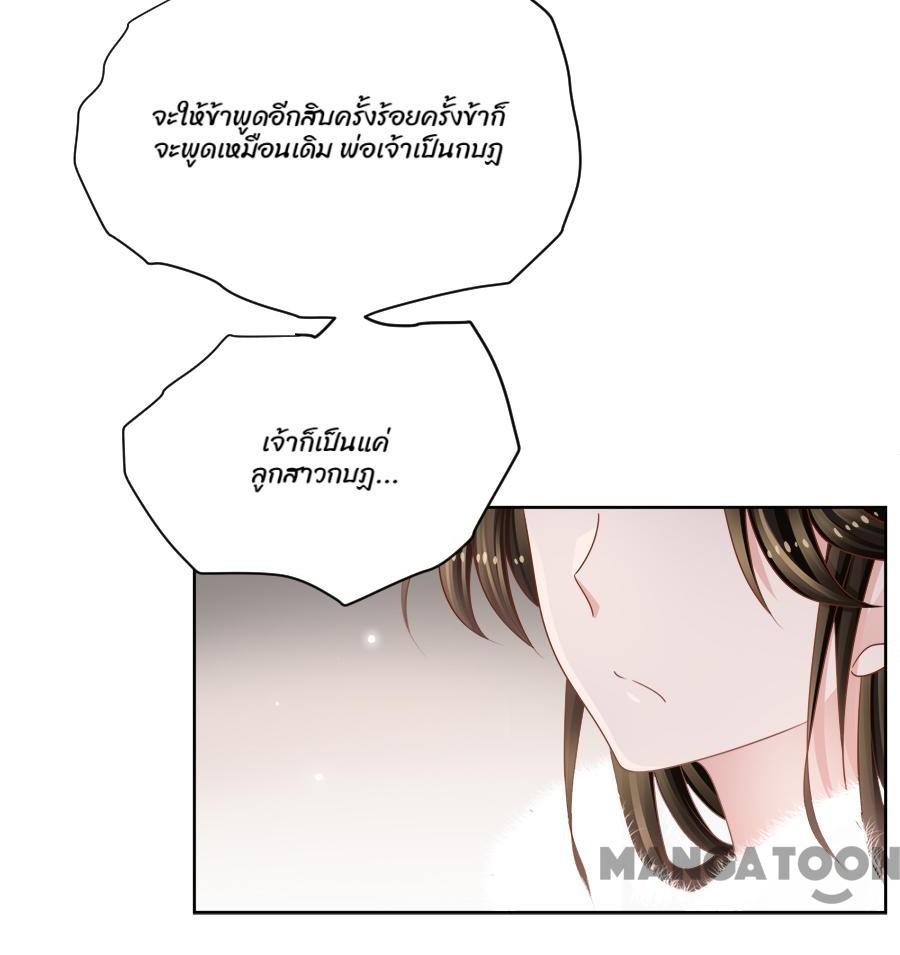 จะให้ข้าพูดอีกสิบครั้งร้อยครั้งข้าก็
จะพูดเหมือนเดิม พ่อเจ้าเป็นกบฏ
เจ้าก็เป็นแค่
ลูกสาวกบฏ...
MANGATOON